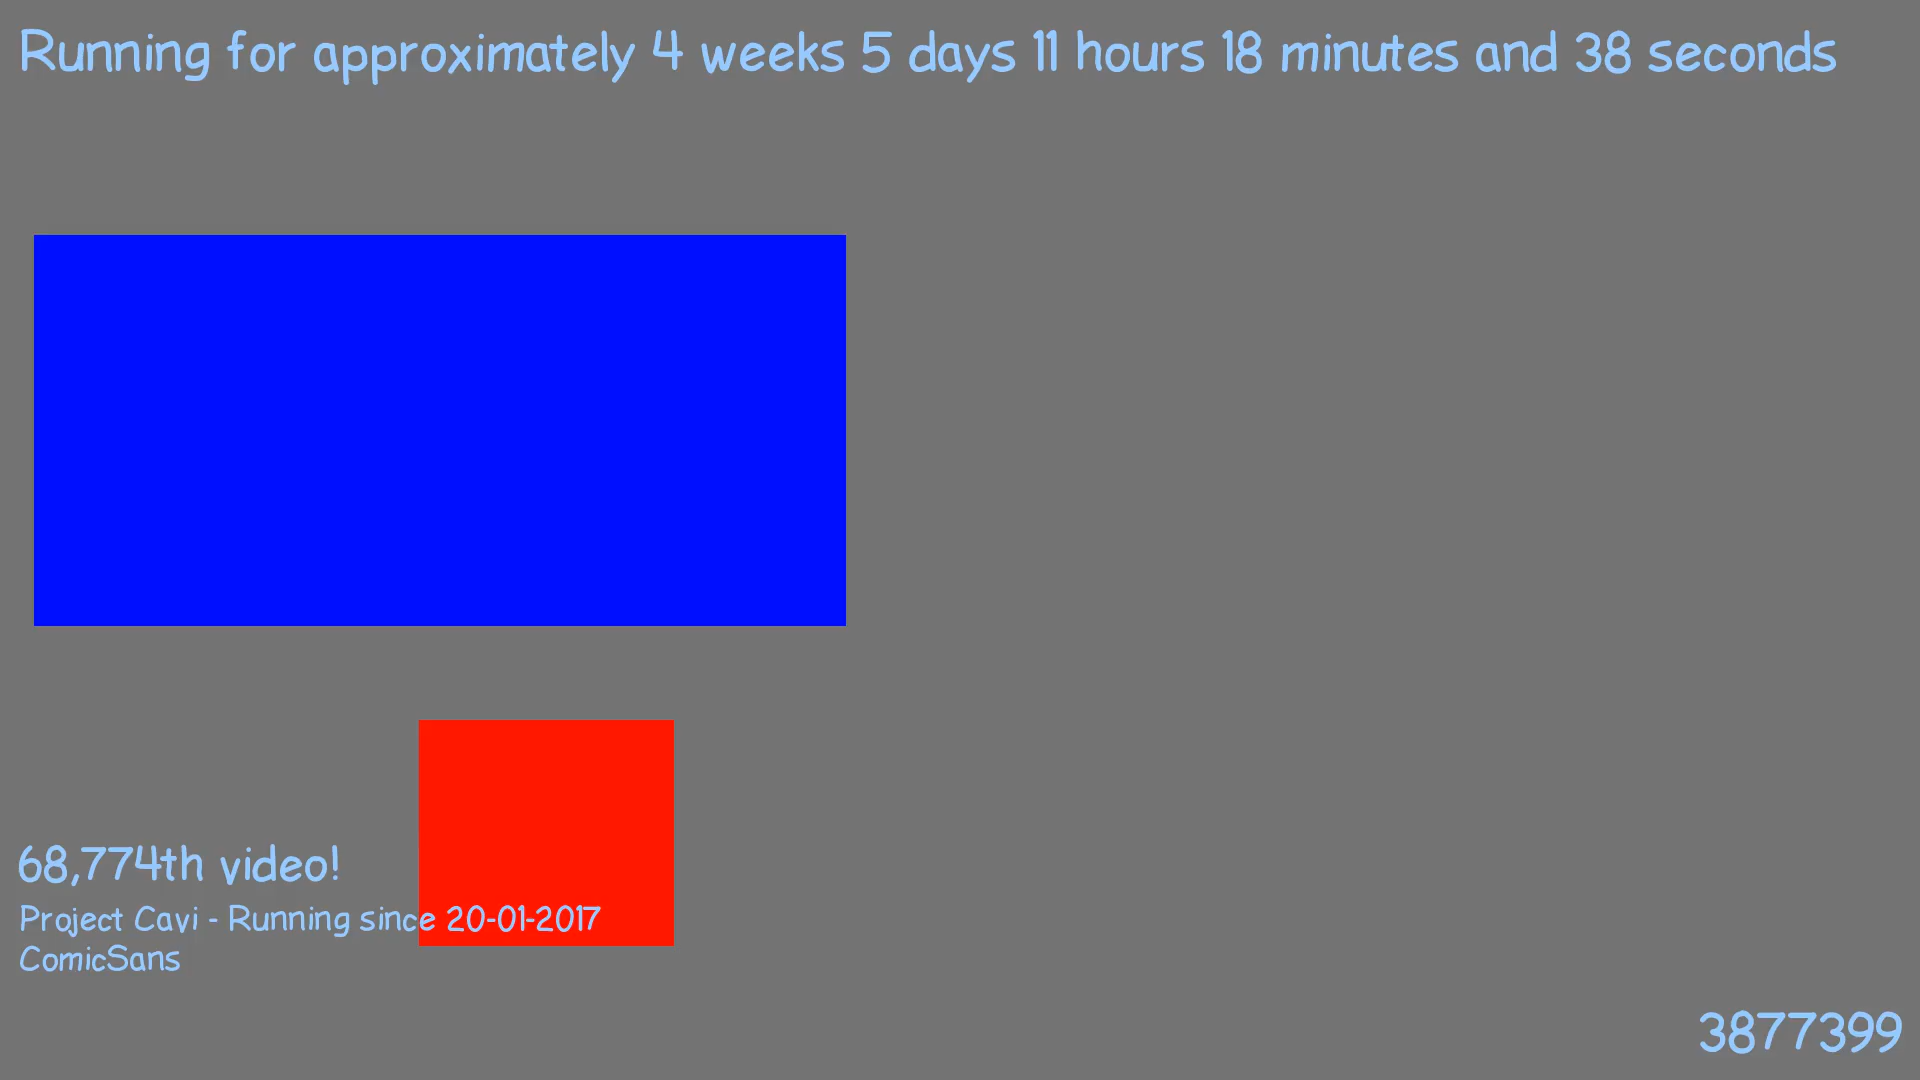 Running for approximately 4 weeks 5 days 11 hours 18 minutes and 38 seconds
68,774th video!
Project Cavi - Running since 20-01-2017
ComicSans
3877399